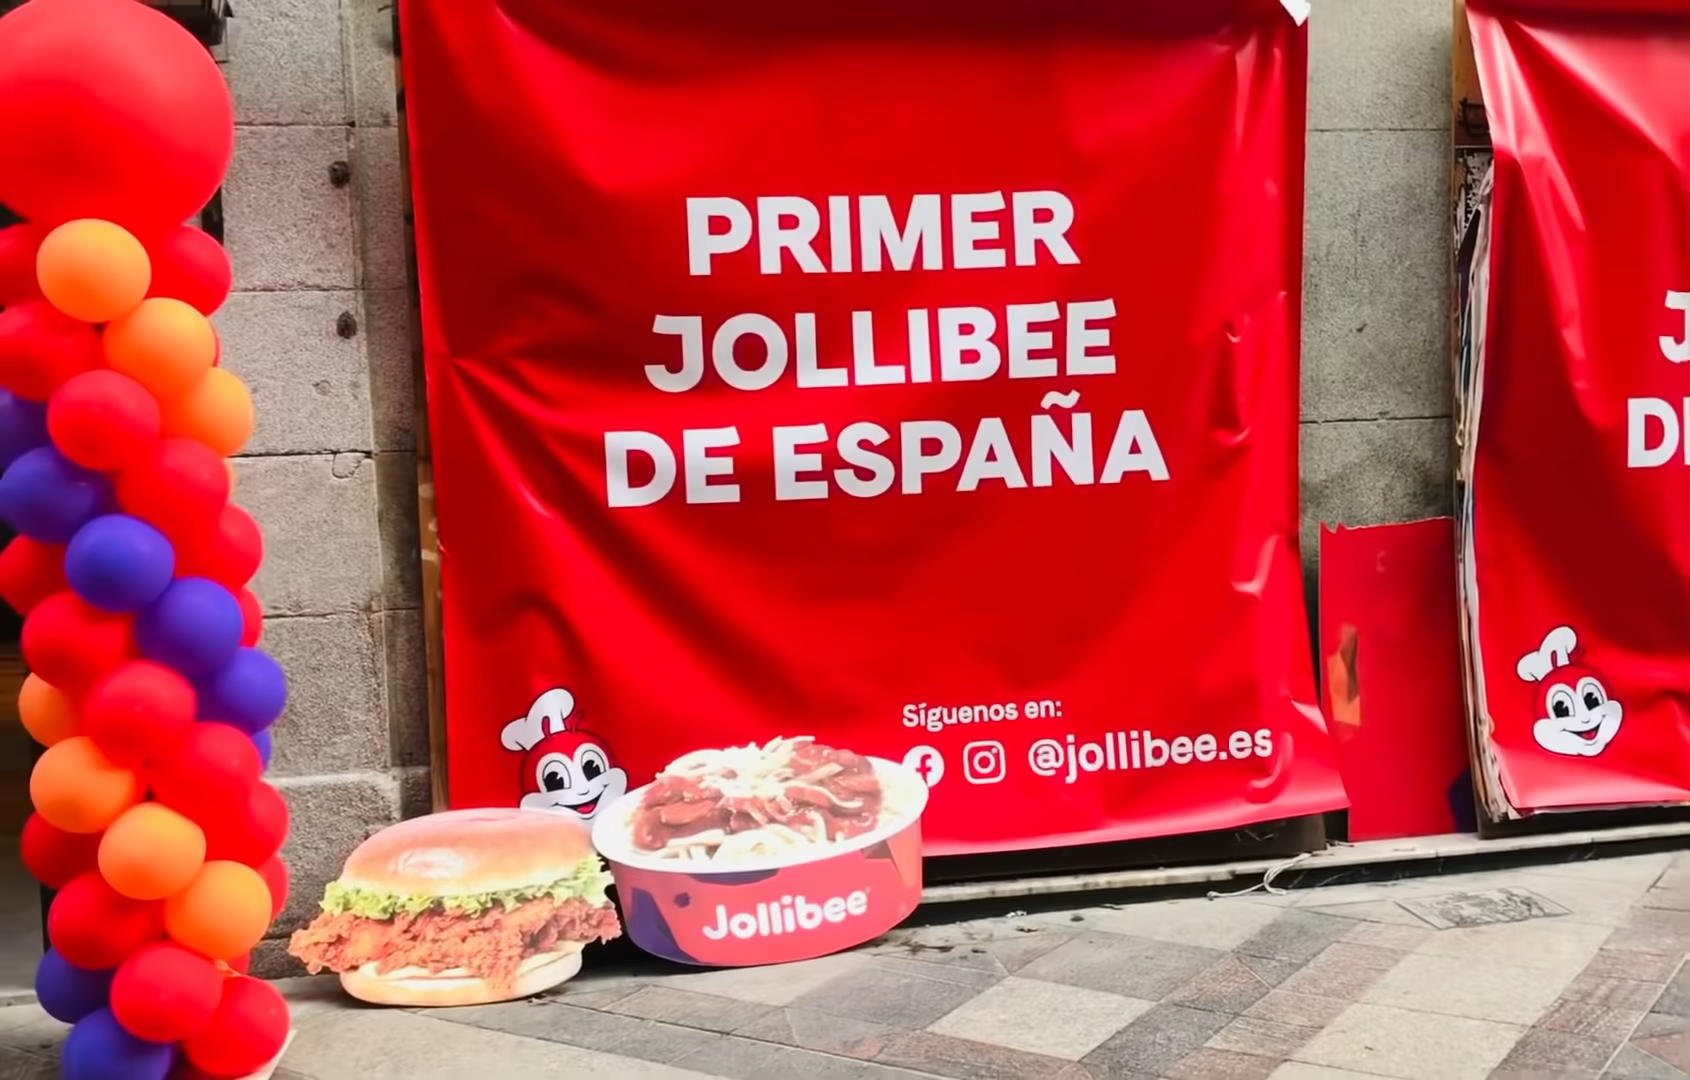 PRIMER
JOLLIBEE
DE ESPAÑA
Síguenos en:
@jollibee.es
Jollibee
J
D